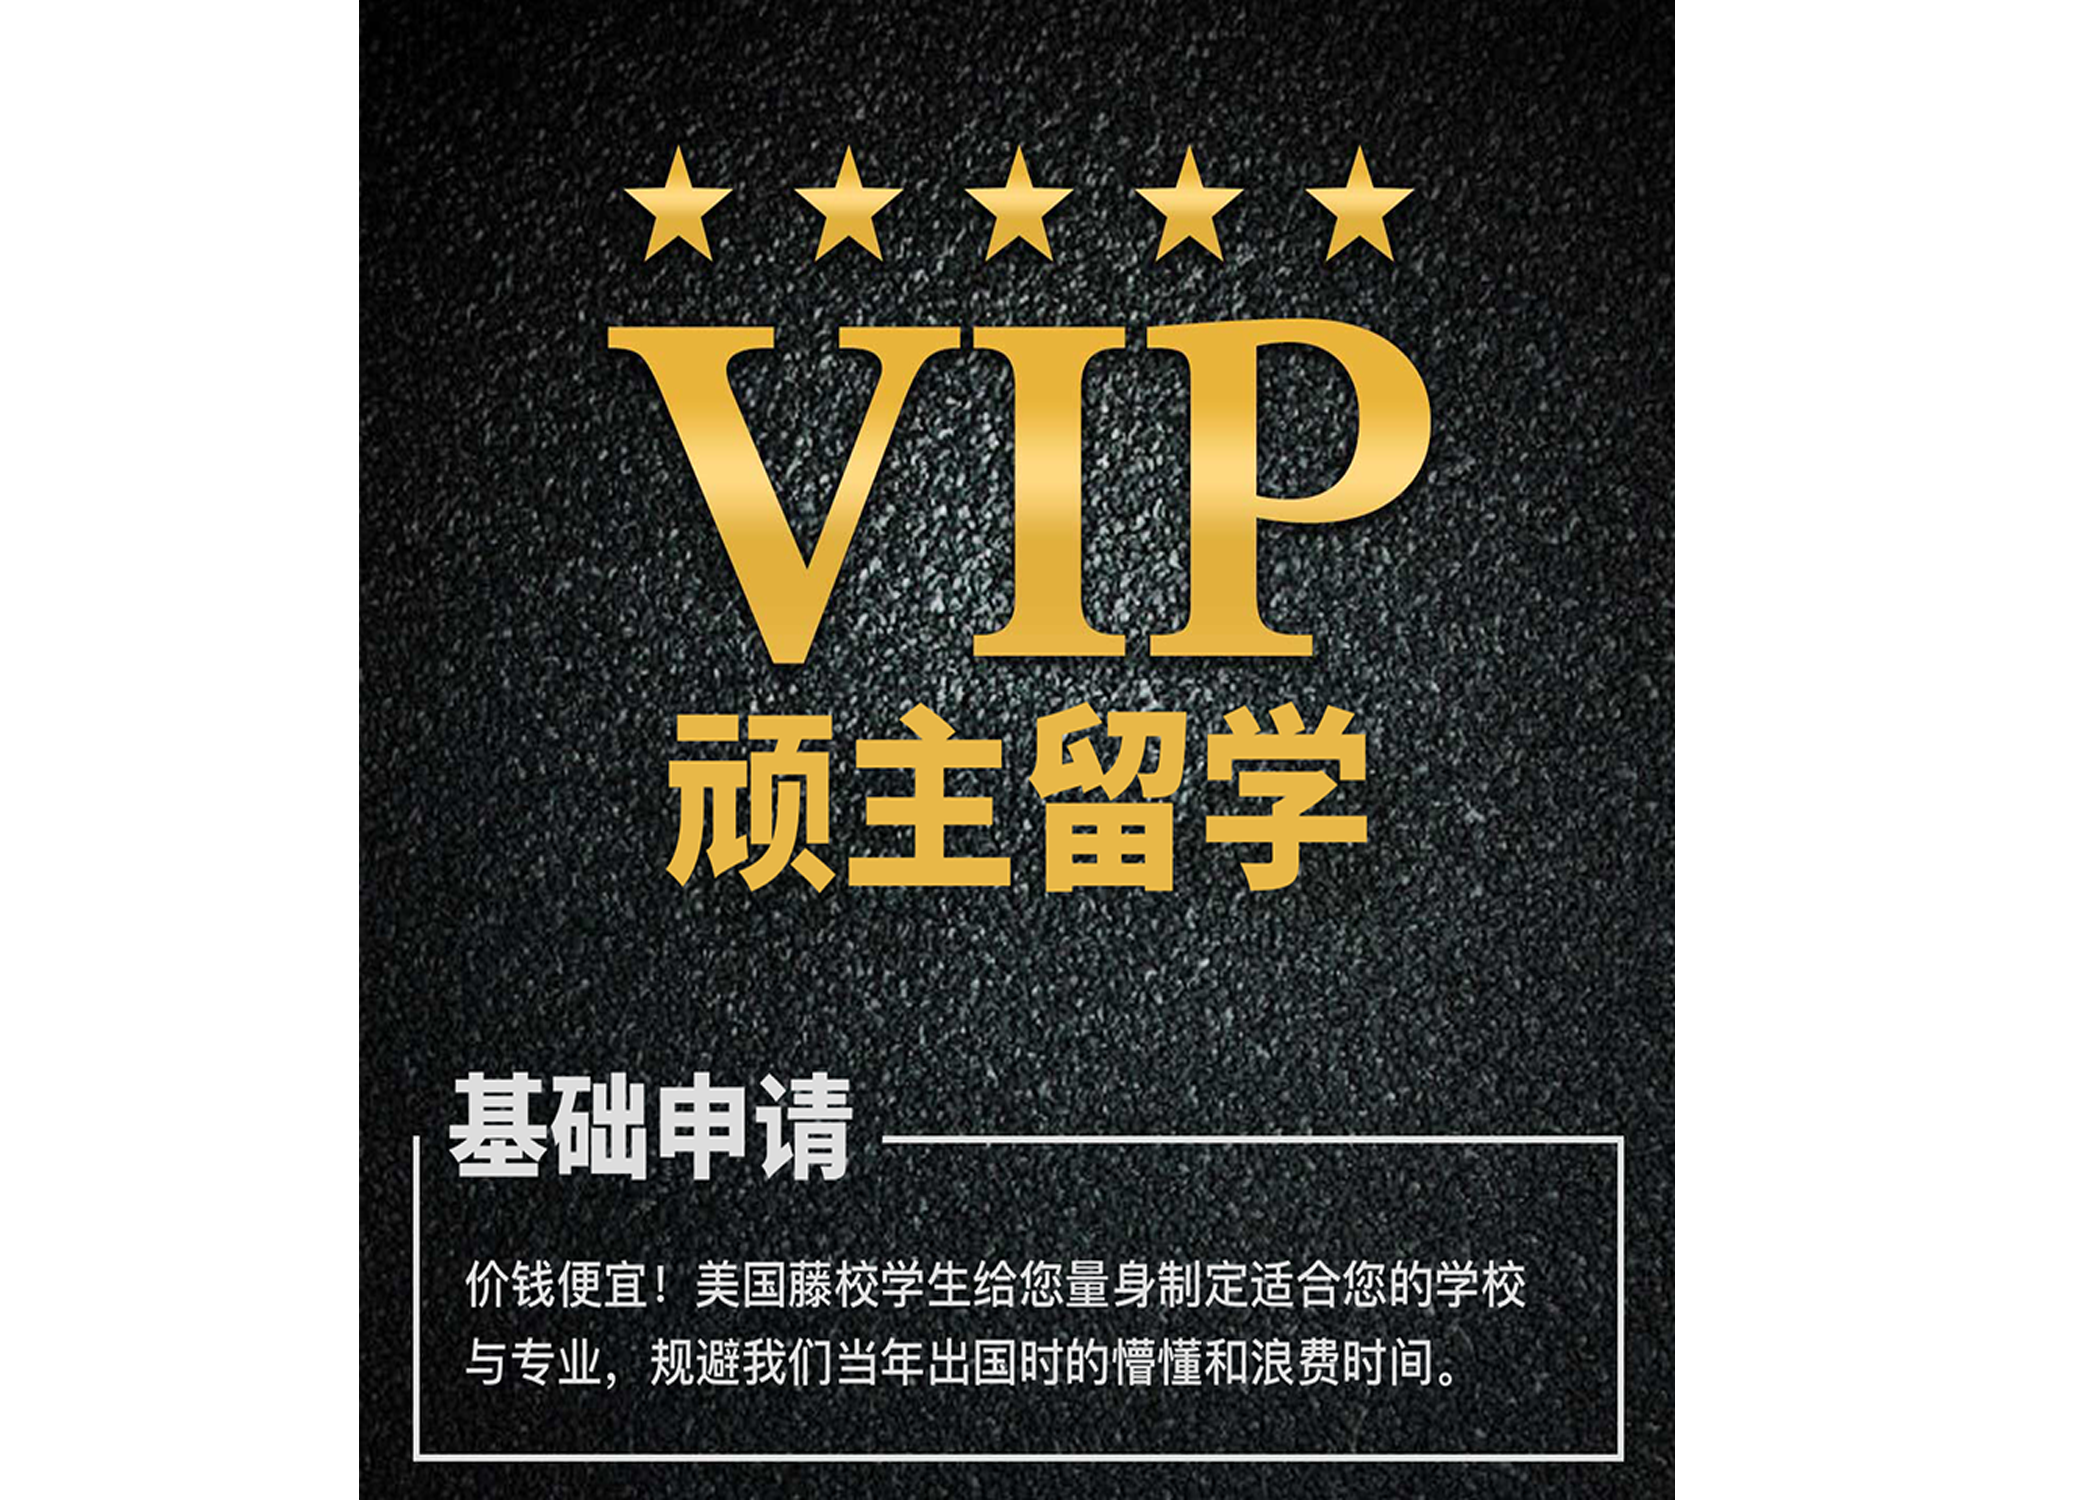 VIP
顽主留学
基础申请
价钱便宜！美国藤校学生给您量身制定适合您的学校
与专业，规避我们当年出国时的懵懂和浪费时间。